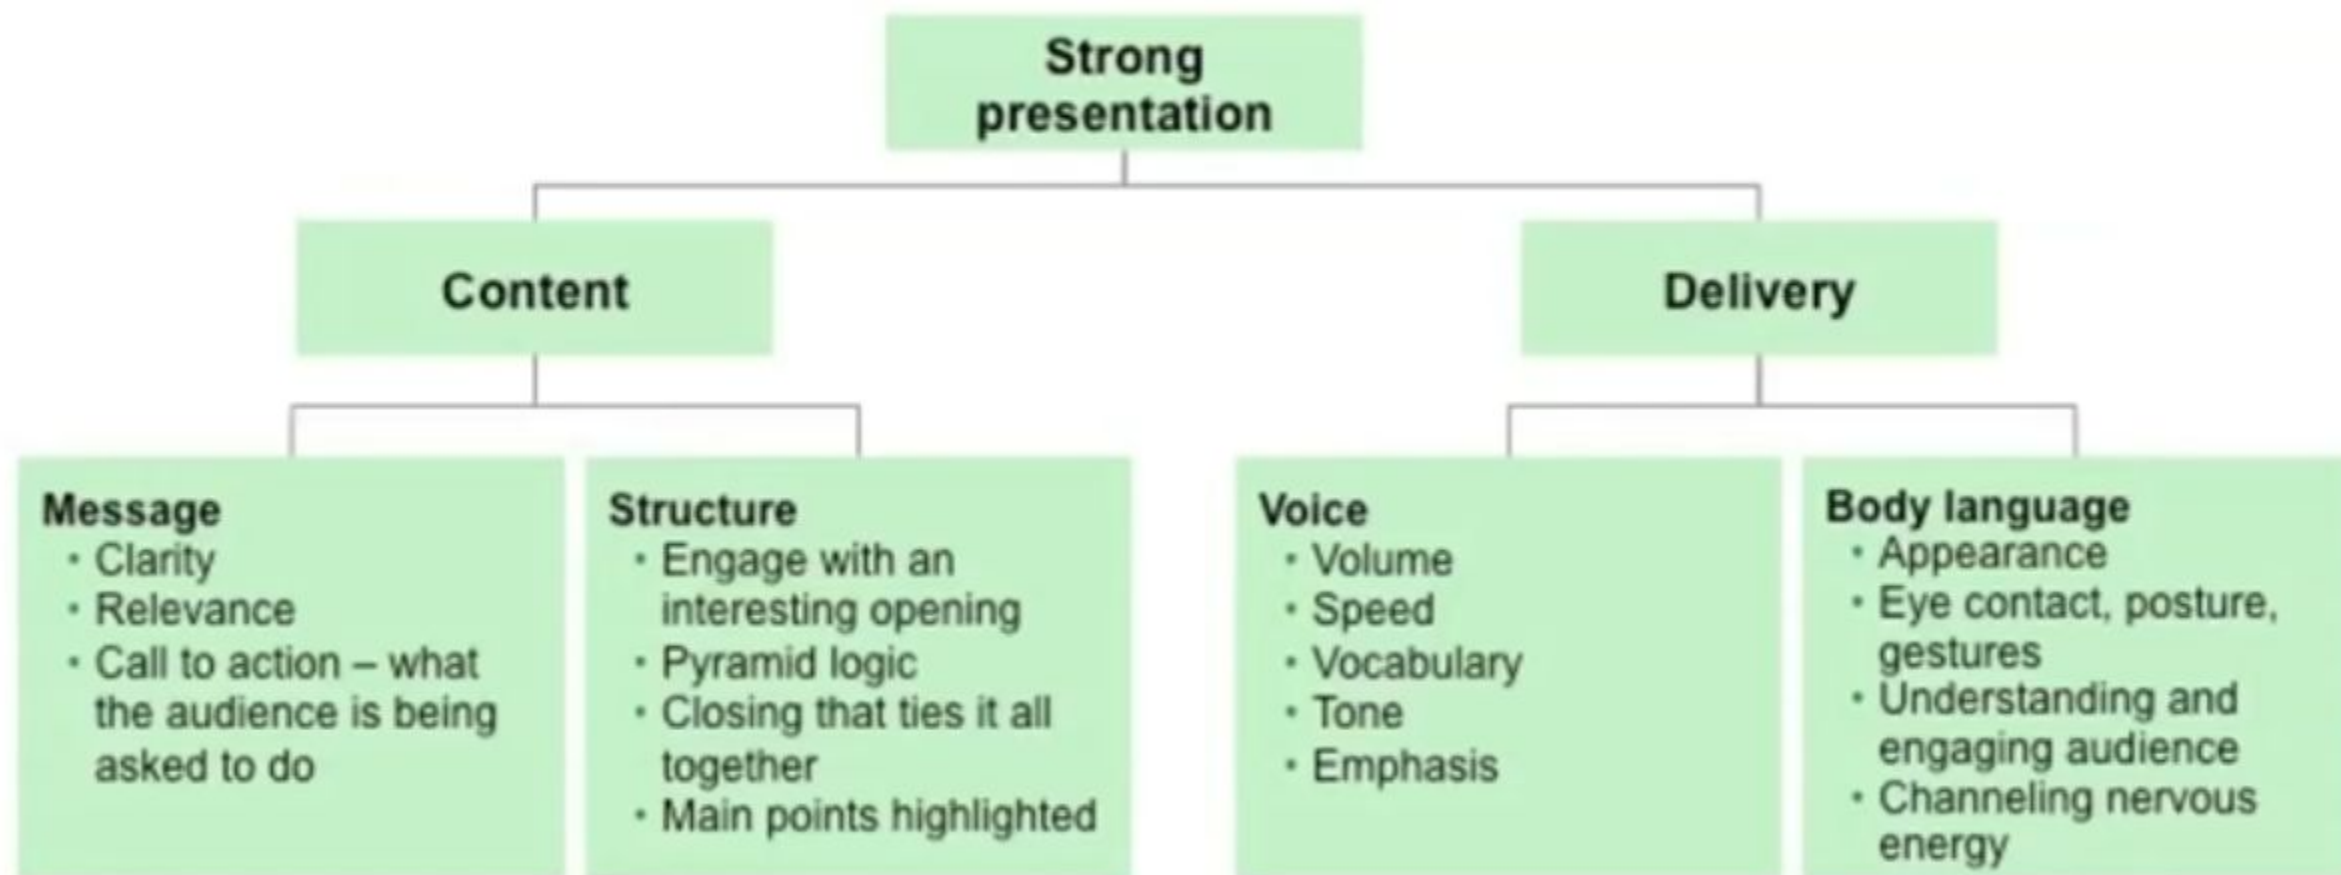 Strong
presentation
Content
Delivery
Message
• Clarity
• Relevance
• Call to action – what
the audience is being
asked to do
Structure
• Engage with an
interesting opening
• Pyramid logic
• Closing that ties it all
together
• Main points highlighted
Voice
• Volume
• Speed
• Vocabulary
• Tone
• Emphasis
Body language
• Appearance
• Eye contact, posture,
gestures
• Understanding and
engaging audience
• Channeling nervous
energy